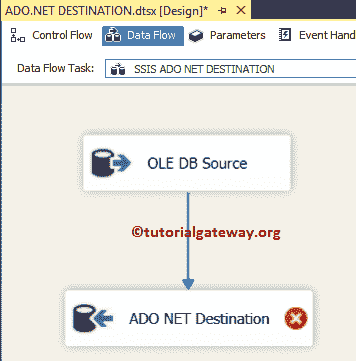 ADO.NET DESTINATION.dtsx [Design]*
Control Flow Data Flow Parameters Event Hand
Data Flow Task: SSIS ADO NET DESTINATION
OLE DB Source
©tutorialgateway.org
ADO NET Destination